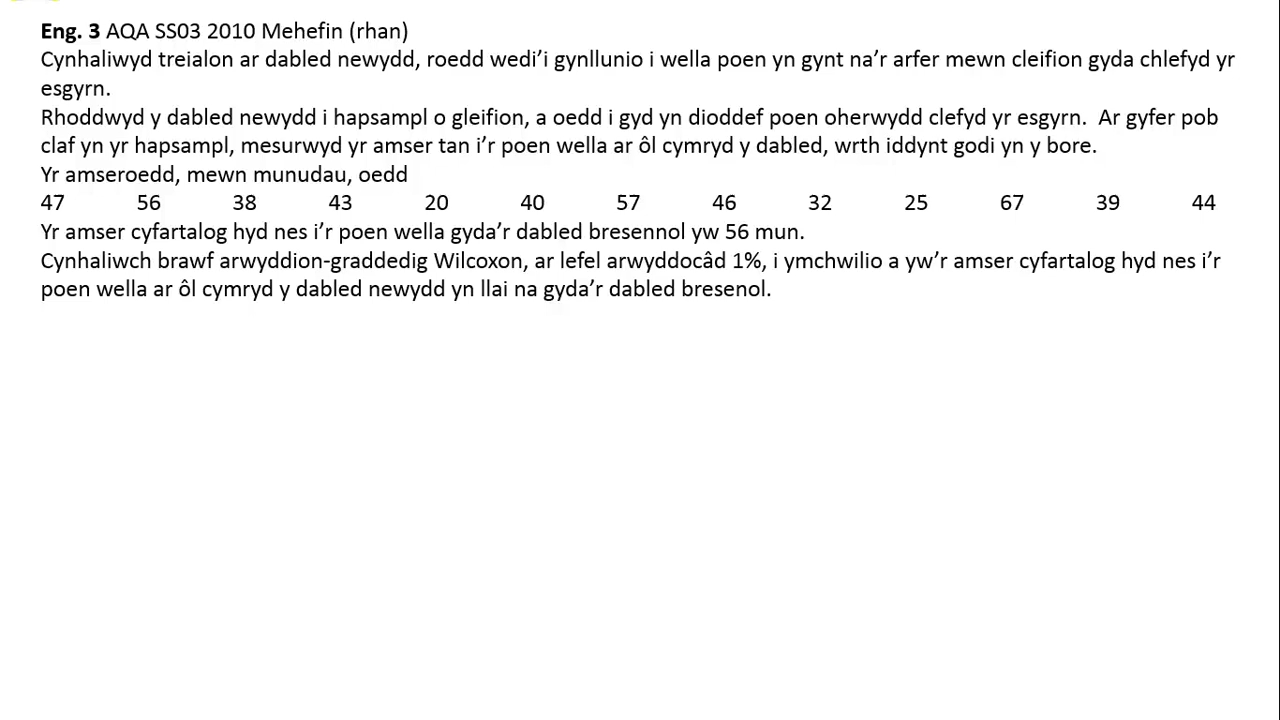 Eng. 3 AQA SS03 2010 Mehefin (rhan)
Cynhaliwyd treialon ar dabled newydd, roedd wedi’i gynllunio i wella poen yn gynt na’r arfer mewn cleifion gyda chlefyd yr
esgyrn.
Rhoddwyd y dabled newydd i hapsampl o gleifion, a oedd i gyd yn dioddef poen oherwydd clefyd yr esgyrn.  Ar gyfer pob
claf yn yr hapsampl, mesurwyd yr amser tan i’r poen wella ar ôl cymryd y dabled, wrth iddynt godi yn y bore.
Yr amseroedd, mewn munudau, oedd
47 56 38 43 20 40 57 46 32 25 67 39 44
Yr amser cyfartalog hyd nes i’r poen wella gyda’r dabled bresennol yw 56 mun.
Cynhaliwch brawf arwyddion-graddedig Wilcoxon, ar lefel arwyddocâd 1%, i ymchwilio a yw’r amser cyfartalog hyd nes i’r
poen wella ar ôl cymryd y dabled newydd yn llai na gyda’r dabled bresenol.